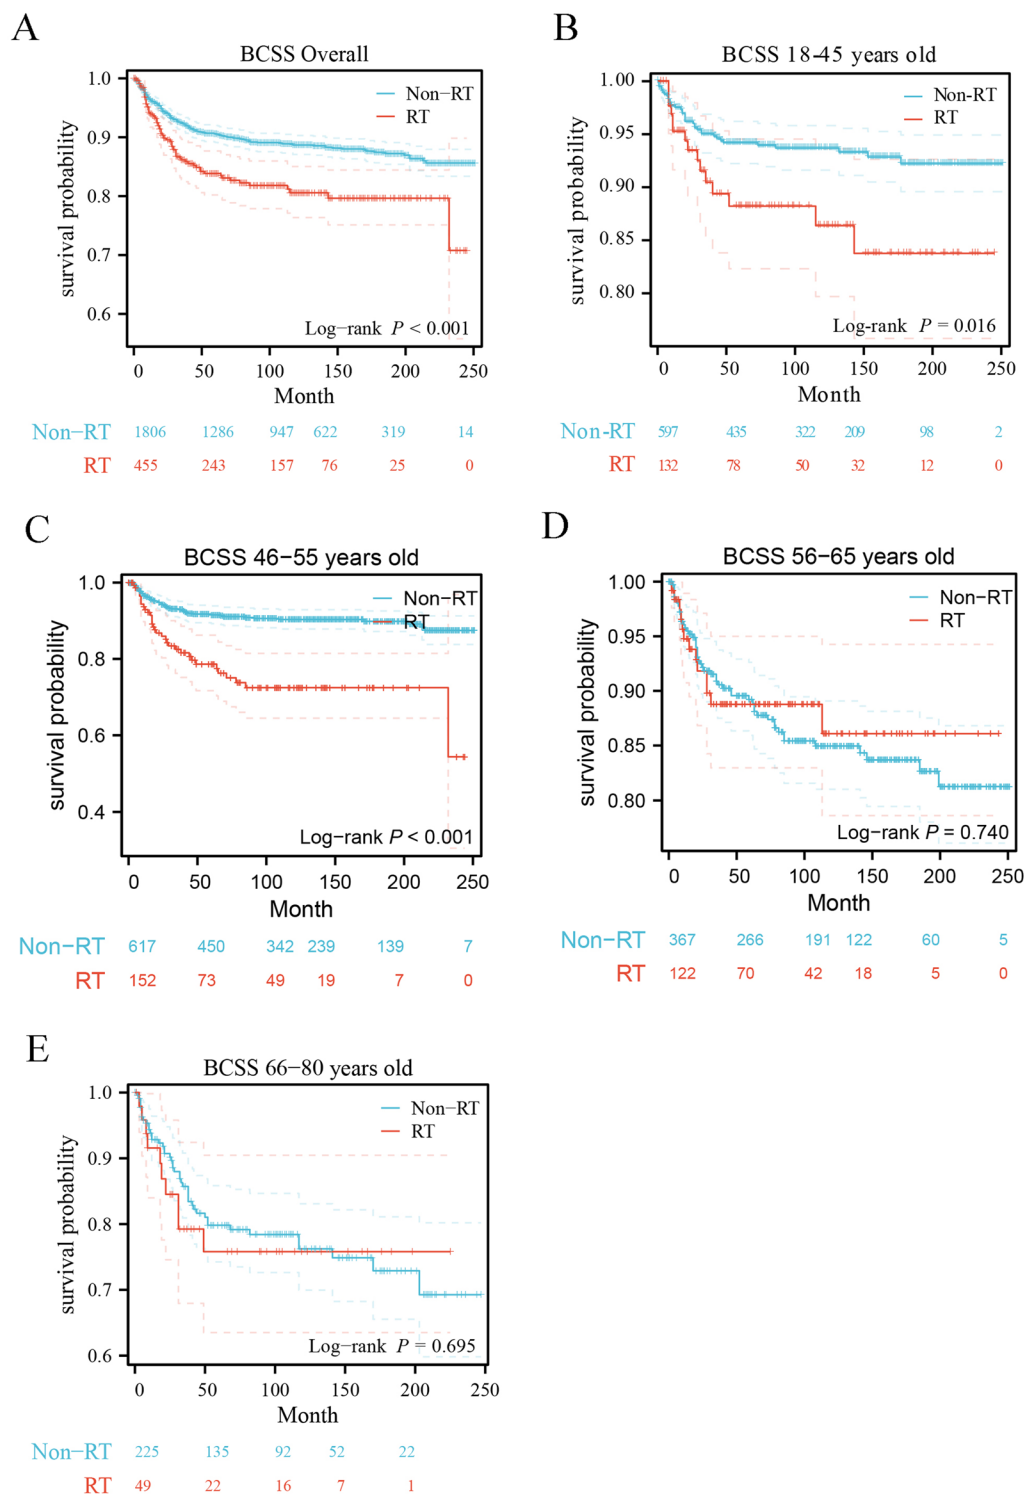 A
BCSS Overall
survival probability
1.0
0.9
0.8
0.7
0.6
Non−RT
RT
Log−rank P < 0.001
0 50 100 150 200 250
Month
Non−RT 1806 1286 947 622 319 14
RT 455 243 157 76 25 0
B
BCSS 18-45 years old
survival probability
1.00
0.95
0.90
0.85
0.80
Non-RT
RT
Log-rank P = 0.016
0 50 100 150 200 250
Month
Non-RT 597 435 322 209 98 2
RT 132 78 50 32 12 0
C
BCSS 46−55 years old
survival probability
1.0
0.8
0.6
0.4
Non−RT
RT
Log−rank P < 0.001
0 50 100 150 200 250
Month
Non−RT 617 450 342 239 139 7
RT 152 73 49 19 7 0
D
BCSS 56−65 years old
survival probability
1.00
0.95
0.90
0.85
0.80
Non−RT
RT
Log−rank P = 0.740
0 50 100 150 200 250
Month
Non−RT 367 266 191 122 60 5
RT 122 70 42 18 5 0
E
BCSS 66−80 years old
survival probability
1.0
0.9
0.8
0.7
0.6
Non−RT
RT
Log−rank P = 0.695
0 50 100 150 200 250
Month
Non−RT 225 135 92 52 22
RT 49 22 16 7 1